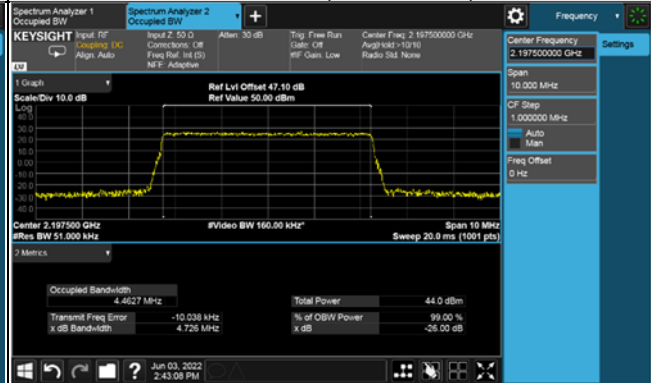 Spectrum Analyzer 1
Occupied BW
Spectrum Analyzer 2
Occupied BW
+
Frequency
KEYSIGHT
Input: RF
Coupling: DC
Align: Auto
Input Z: 50 Ω
Corrections: Off
Freq Ref: Int (S)
NFE: Adaptive
Atten: 30 dB
Trig: Free Run
Gate: Off
#IF Gain: Low
Center Freq: 2.197500000 GHz
Avg|Hold:>10/10
Radio Std: None
LXI
Center Frequency
2.197500000 GHz
Settings
Span
10.000 MHz
CF Step
1.000000 MHz
Auto
Man
Freq Offset
0 Hz
1 Graph
Scale/Div 10.0 dB
Ref Lvl Offset 47.10 dB
Ref Value 50.00 dBm
Log
40.0
30.0
20.0
10.0
0.00
-10.0
-20.0
-30.0
-40.0
Center 2.197500 GHz
#Video BW 160.00 kHz*
Span 10 MHz
#Res BW 51.000 kHz
Sweep 20.0 ms (1001 pts)
2 Metrics
Occupied Bandwidth
4.4627 MHz
Total Power
44.0 dBm
Transmit Freq Error
-10.038 kHz
% of OBW Power
99.00 %
x dB Bandwidth
4.726 MHz
x dB
-26.00 dB
?
Jun 03, 2022
2:43:08 PM